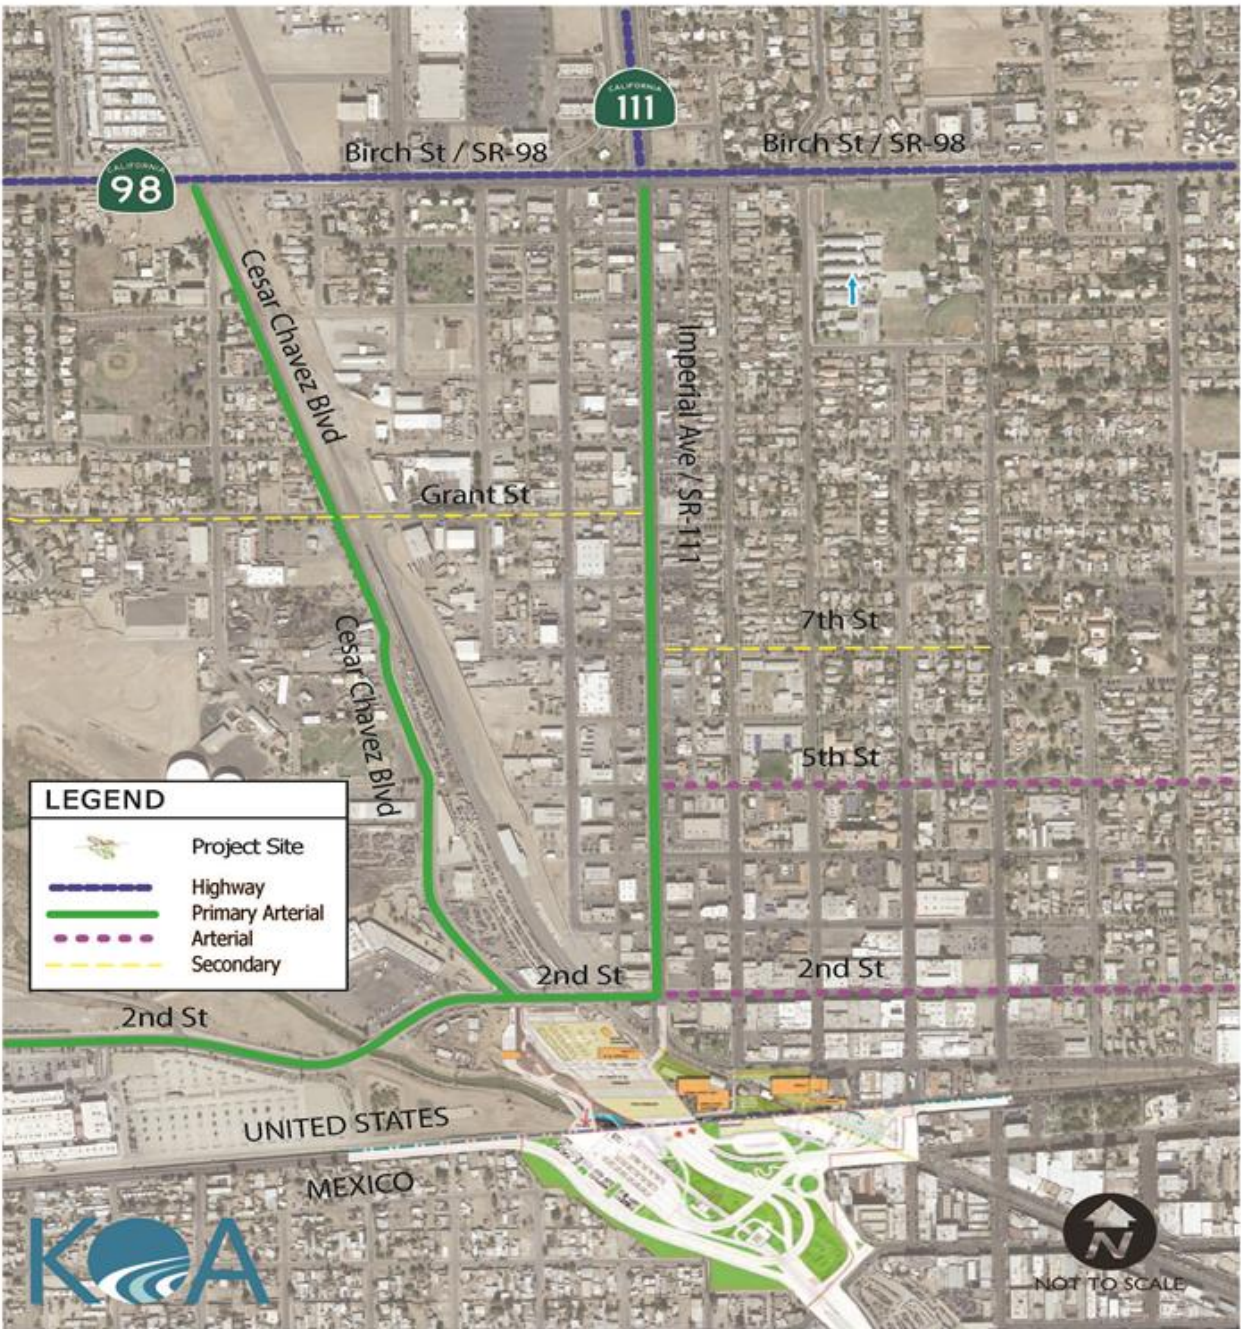 CALIFORNIA
111
Birch St / SR-98
Birch St / SR-98
CALIFORNIA
98
Cesar Chavez Blvd
Imperial Ave / SR-111
Grant St
7th St
Cesar Chavez Blvd
5th St
LEGEND
Project Site
Highway
Primary Arterial
Arterial
Secondary
2nd St
2nd St
2nd St
UNITED STATES
MEXICO
KOA
N
NOT TO SCALE